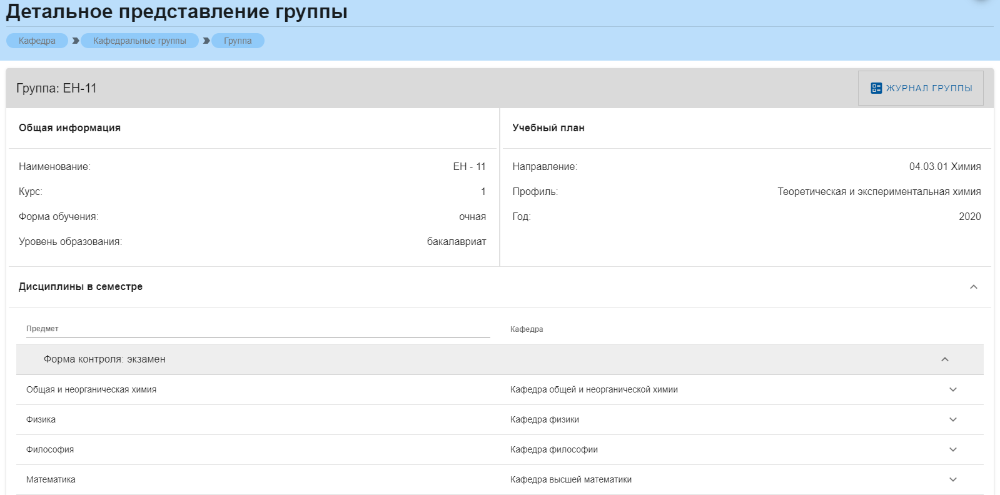 Детальное представление группы
Кафедра Кафедральные группы Группа
Группа: ЕН-11 ЖУРНАЛ ГРУППЫ
Общая информация Учебный план
Наименование: ЕН - 11 Направление: 04.03.01 Химия
Курс: 1 Профиль: Теоретическая и экспериментальная химия
Форма обучения: очная Год: 2020
Уровень образования: бакалавриат
Дисциплины в семестре
Предмет Кафедра
Форма контроля: экзамен
Общая и неорганическая химия Кафедра общей и неорганической химии
Физика Кафедра физики
Философия Кафедра философии
Математика Кафедра высшей математики